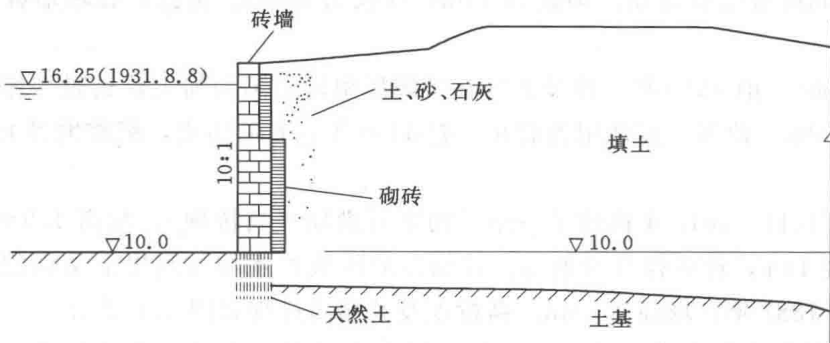 砖墙
▽16.25(1931.8.8)
土、砂、石灰
填土
10:1
砌砖
▽10.0
▽10.0
天然土
土基